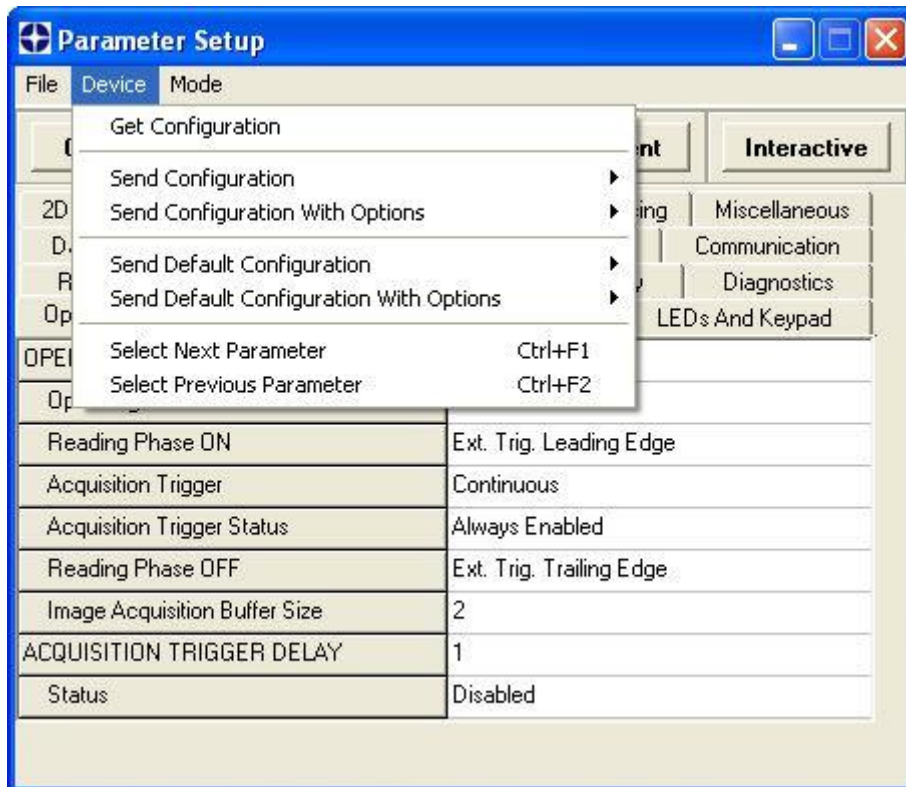 Parameter Setup
File Device Mode
Get Configuration
Interactive
Send Configuration
2D Miscellaneous
Send Configuration With Options
Communication
Send Default Configuration
Diagnostics
Send Default Configuration With Options
LEDs And Keypad
Select Next Parameter Ctrl+F1
Select Previous Parameter Ctrl+F2
Reading Phase ON Ext. Trig. Leading Edge
Acquisition Trigger Continuous
Acquisition Trigger Status Always Enabled
Reading Phase OFF Ext. Trig. Trailing Edge
Image Acquisition Buffer Size 2
ACQUISITION TRIGGER DELAY 1
Status Disabled